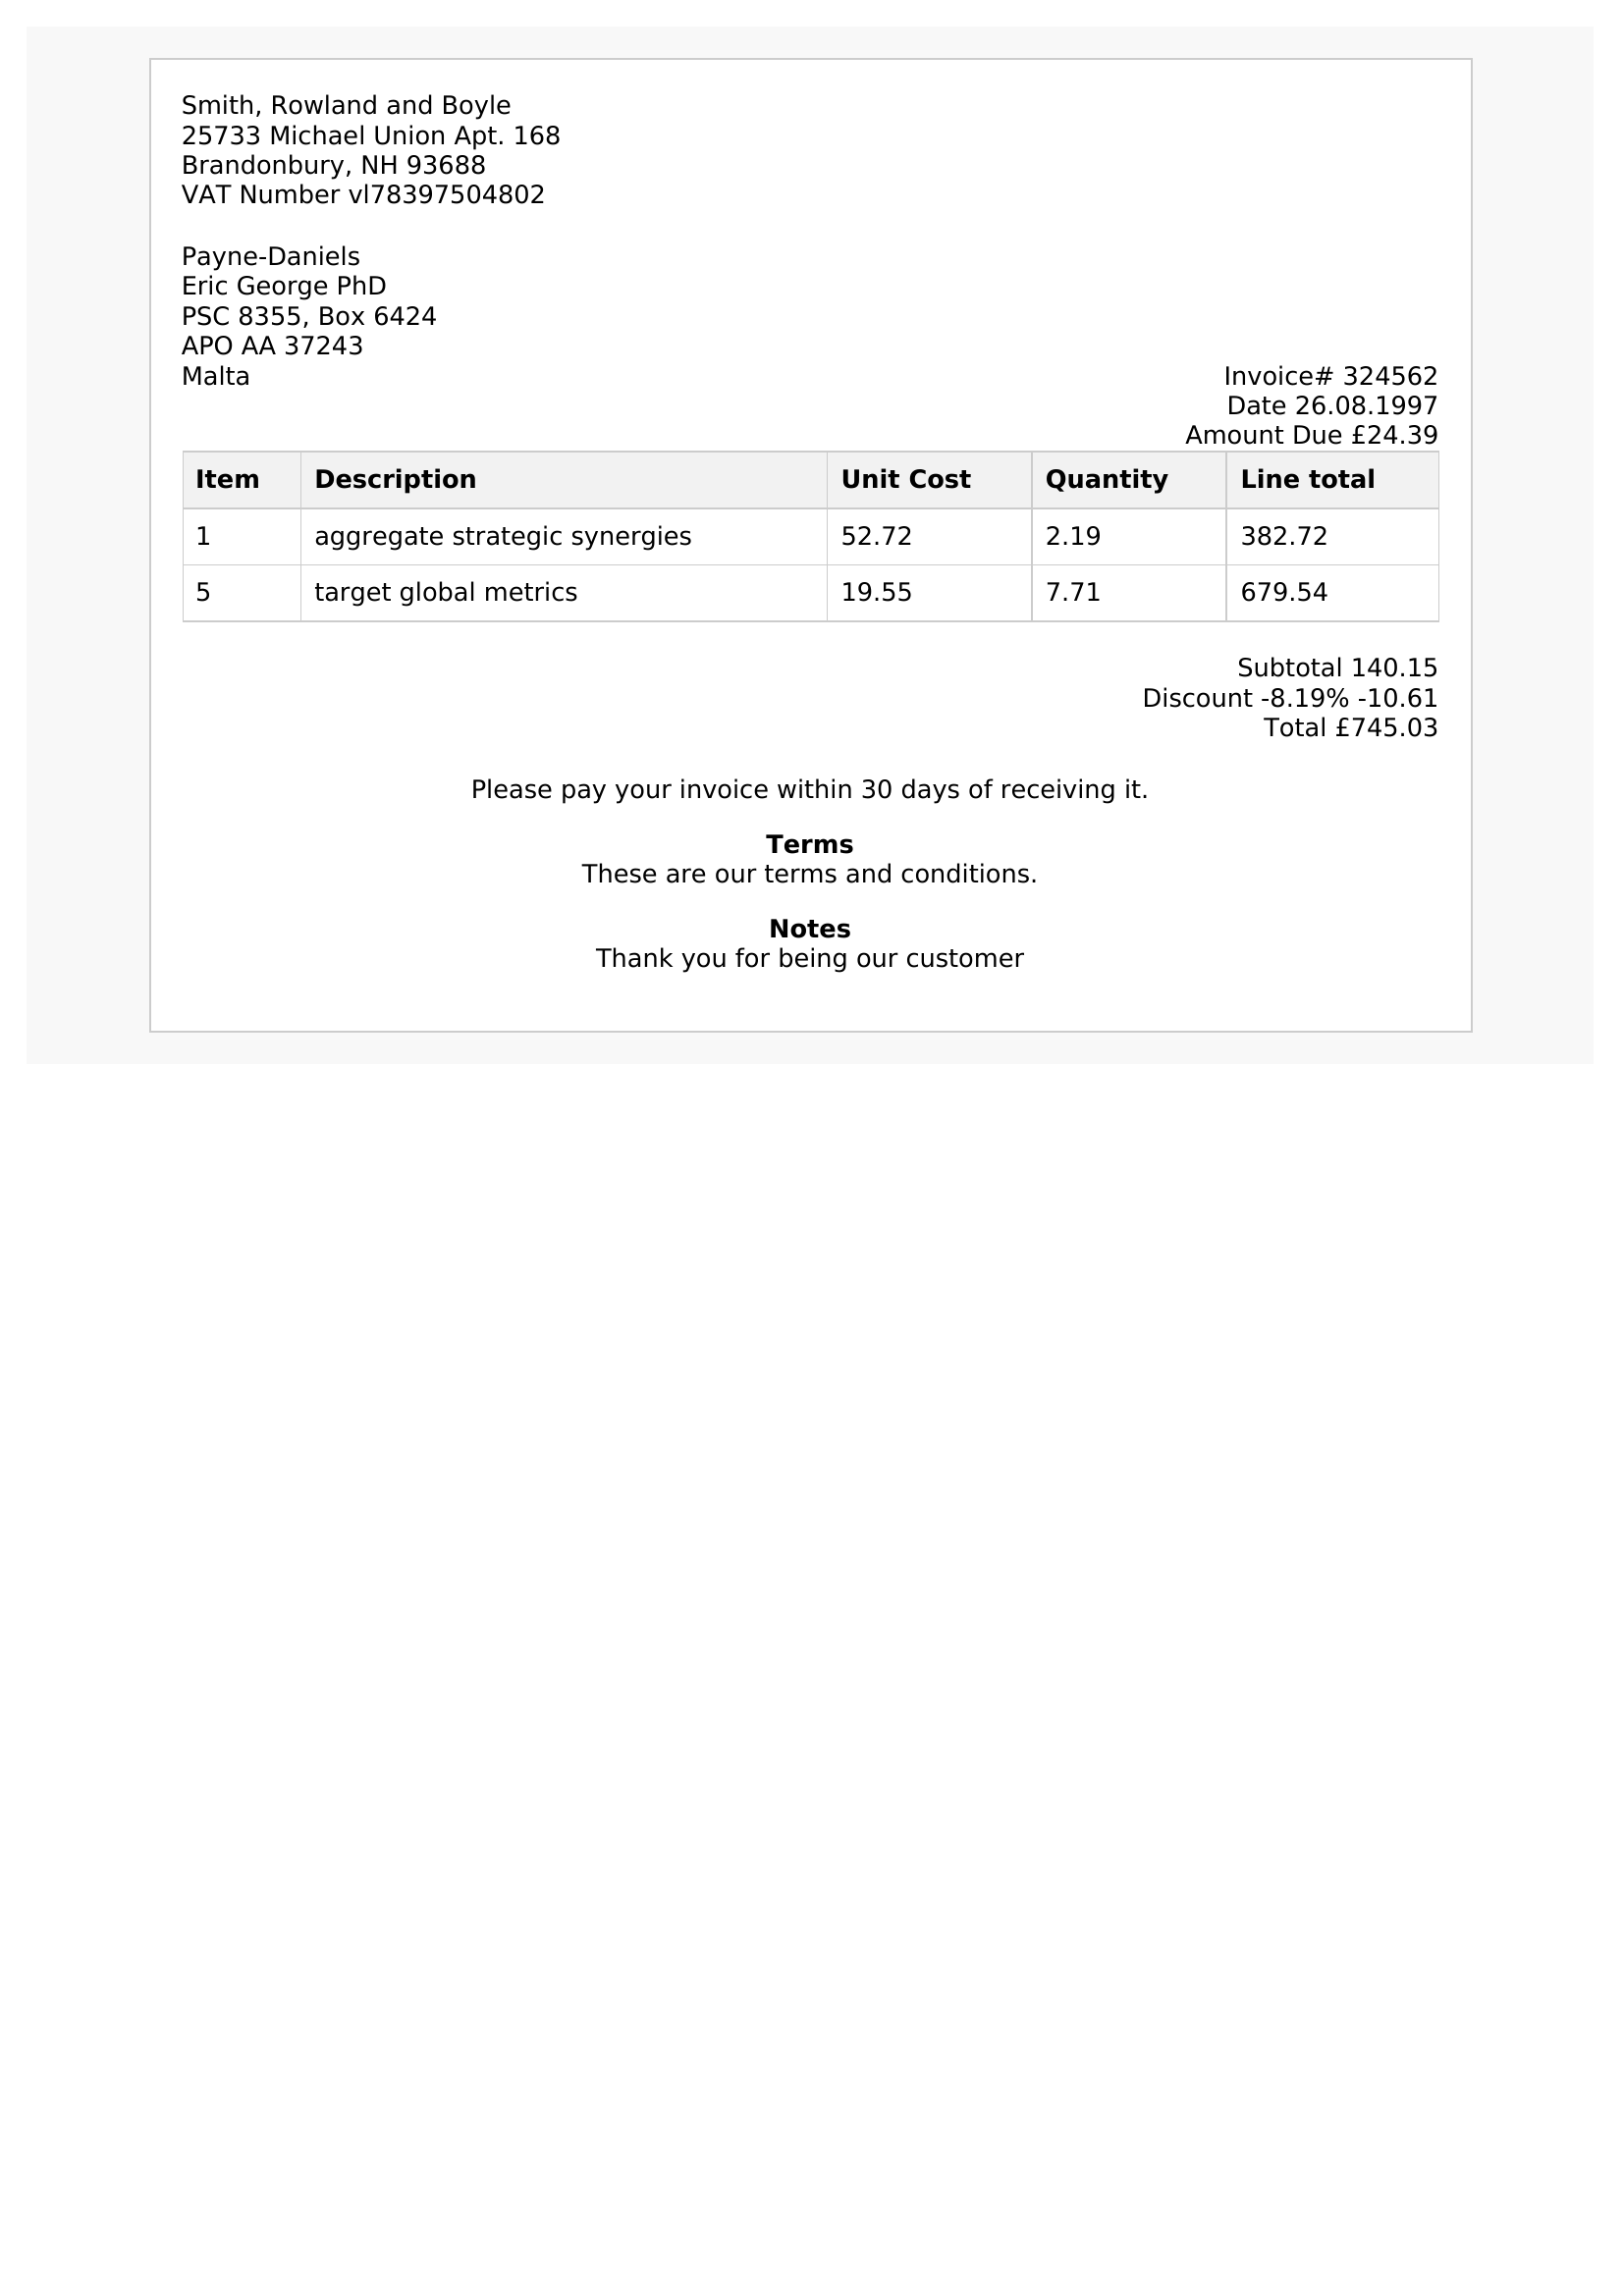 Smith, Rowland and Boyle
25733 Michael Union Apt. 168
Brandonbury, NH 93688
VAT Number vl78397504802
Payne-Daniels
Eric George PhD
PSC 8355, Box 6424
APO AA 37243
Malta
Invoice# 324562
Date 26.08.1997
Amount Due £24.39
Item Description Unit Cost Quantity Line total
1 aggregate strategic synergies 52.72 2.19 382.72
5 target global metrics 19.55 7.71 679.54
Subtotal 140.15
Discount -8.19% -10.61
Total £745.03
Please pay your invoice within 30 days of receiving it.
Terms
These are our terms and conditions.
Notes
Thank you for being our customer